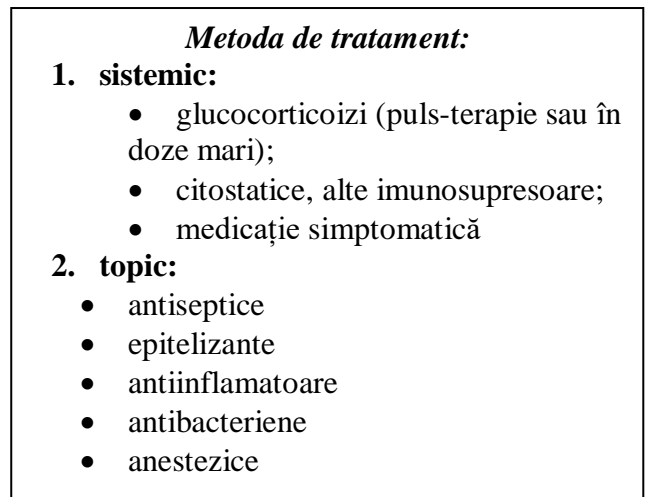 Metoda de tratament:
1. sistemic:
• glucocorticoizi (puls-terapie sau în
doze mari);
• citostatice, alte imunosupresoare;
• medicație simptomatică
2. topic:
• antiseptice
• epitelizante
• antiinflamatoare
• antibacteriene
• anestezice